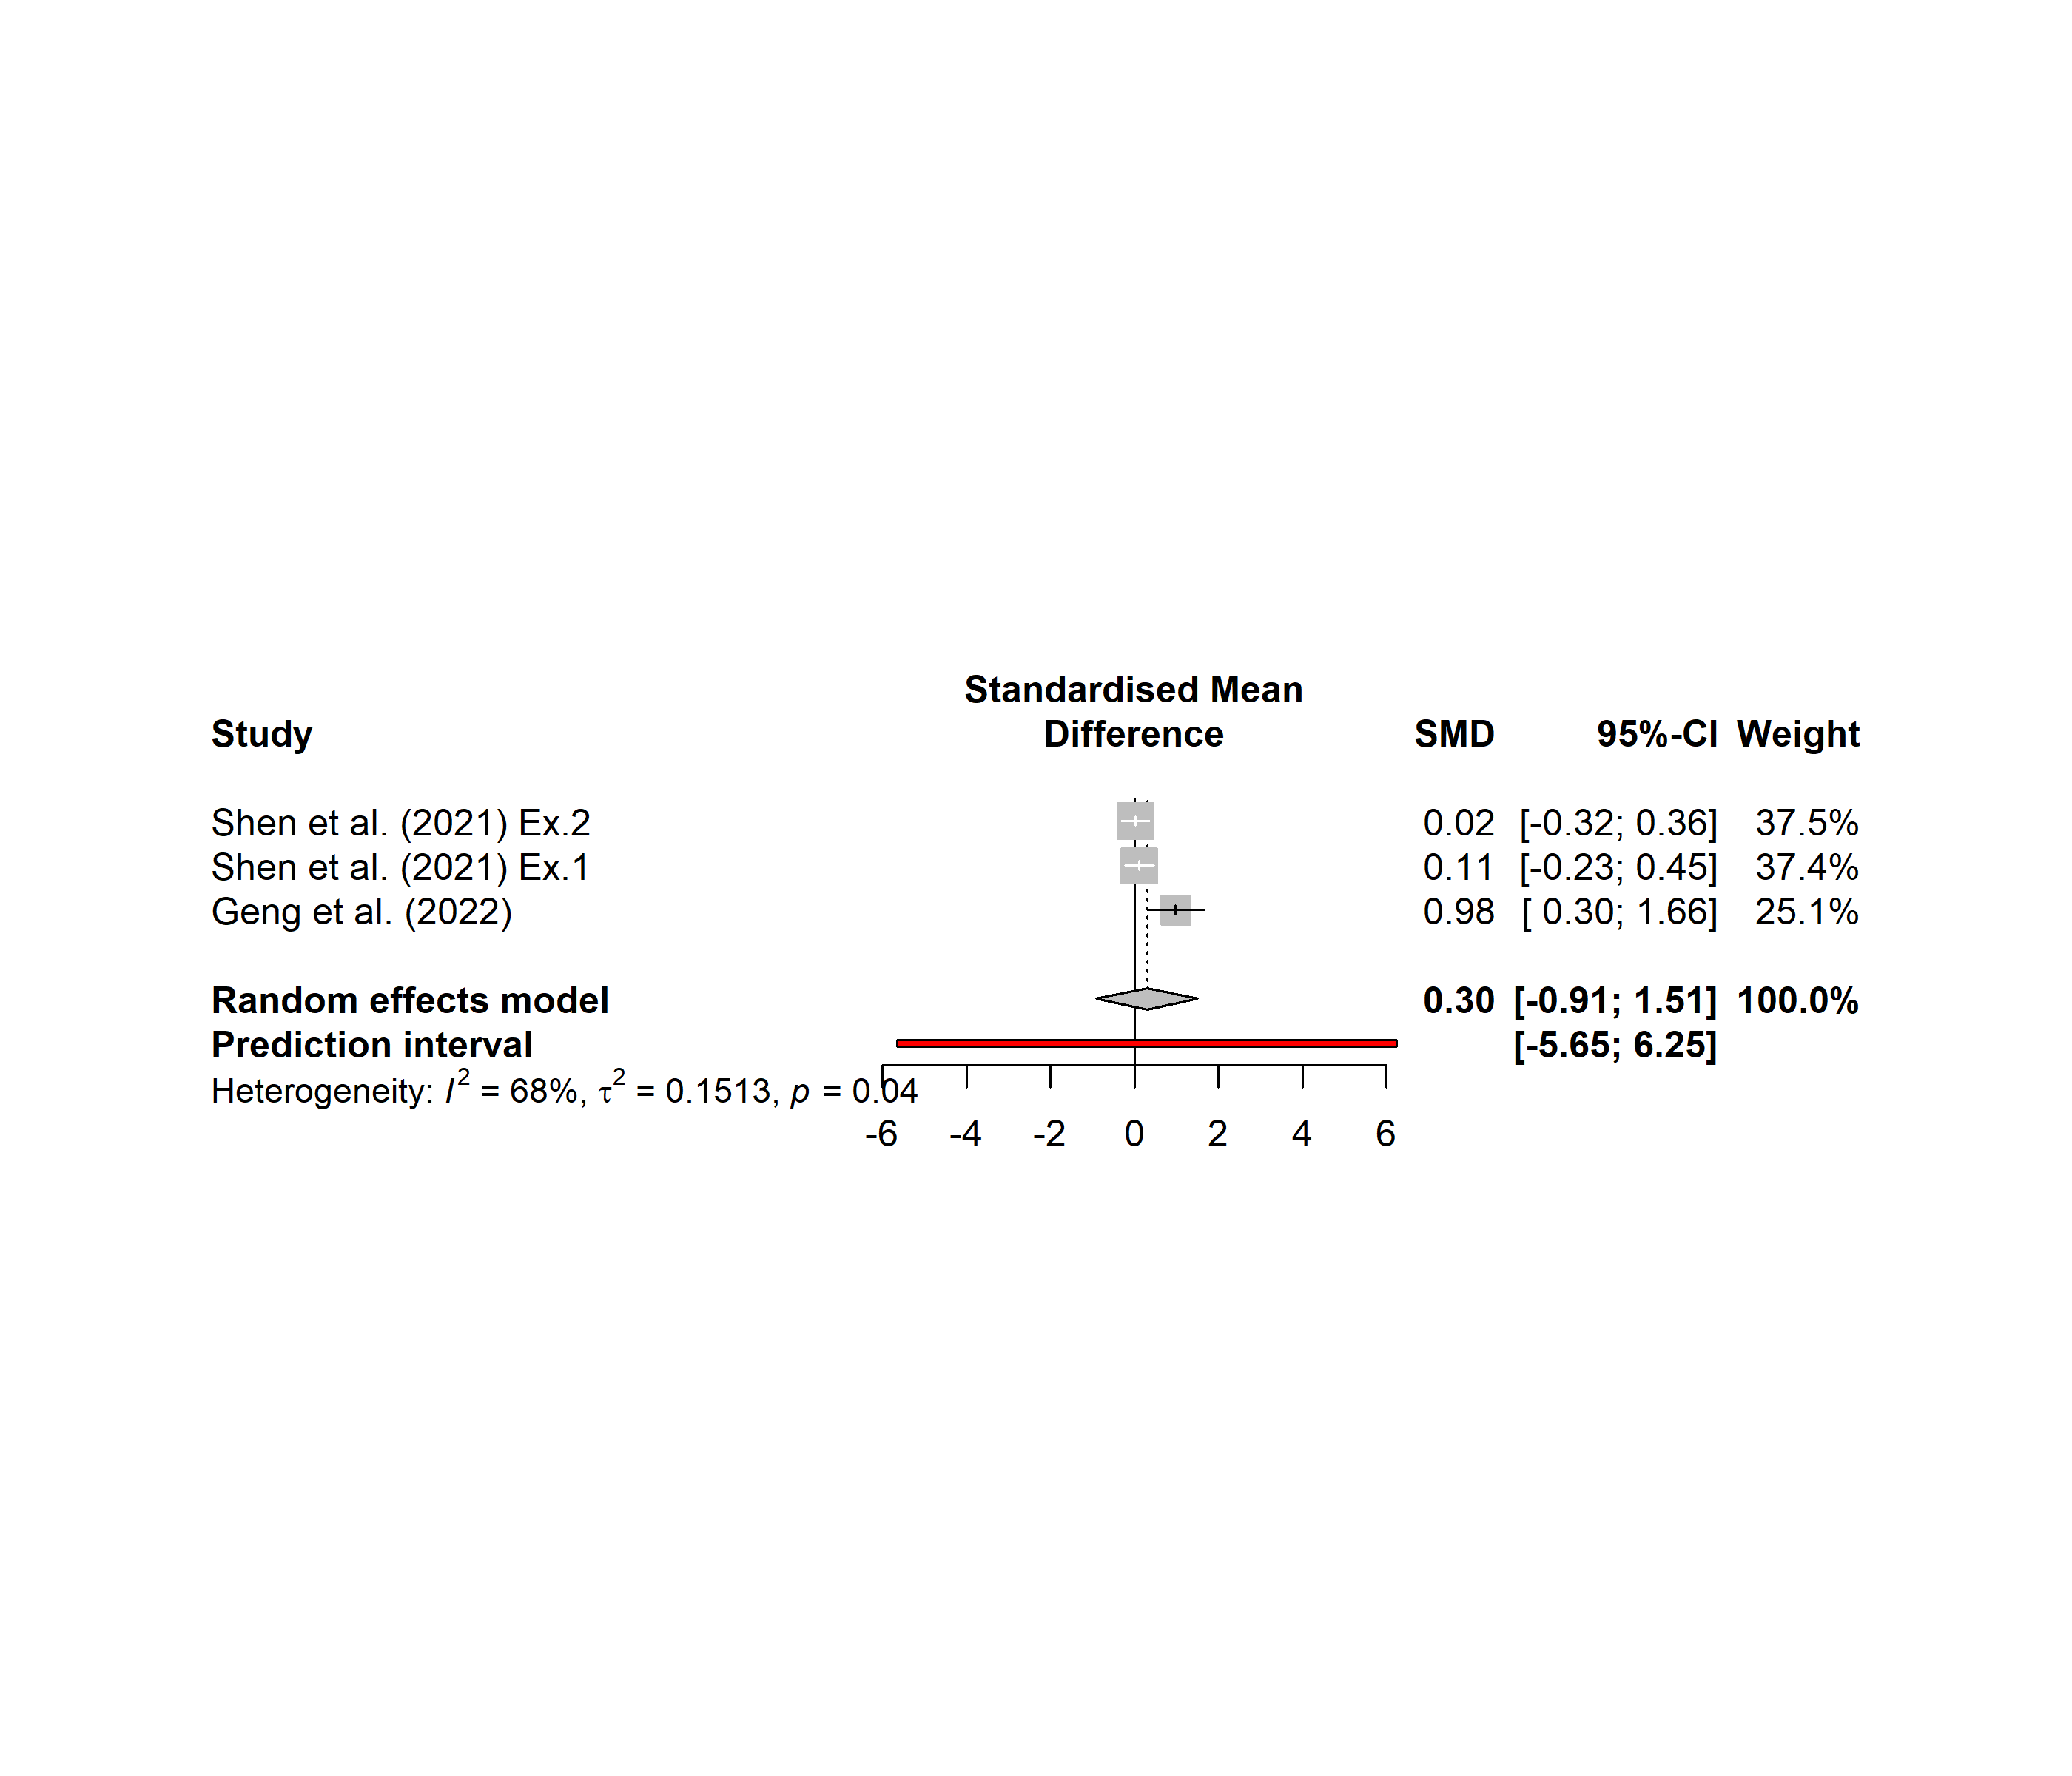 Standardised Mean
Study Difference SMD 95%-CI Weight
Shen et al. (2021) Ex.2 0.02 [-0.32; 0.36] 37.5%
Shen et al. (2021) Ex.1 0.11 [-0.23; 0.45] 37.4%
Geng et al. (2022) 0.98 [ 0.30; 1.66] 25.1%
Random effects model 0.30 [-0.91; 1.51] 100.0%
Prediction interval [-5.65; 6.25]
Heterogeneity: I² = 68%, τ² = 0.1513, p = 0.04
-6 -4 -2 0 2 4 6